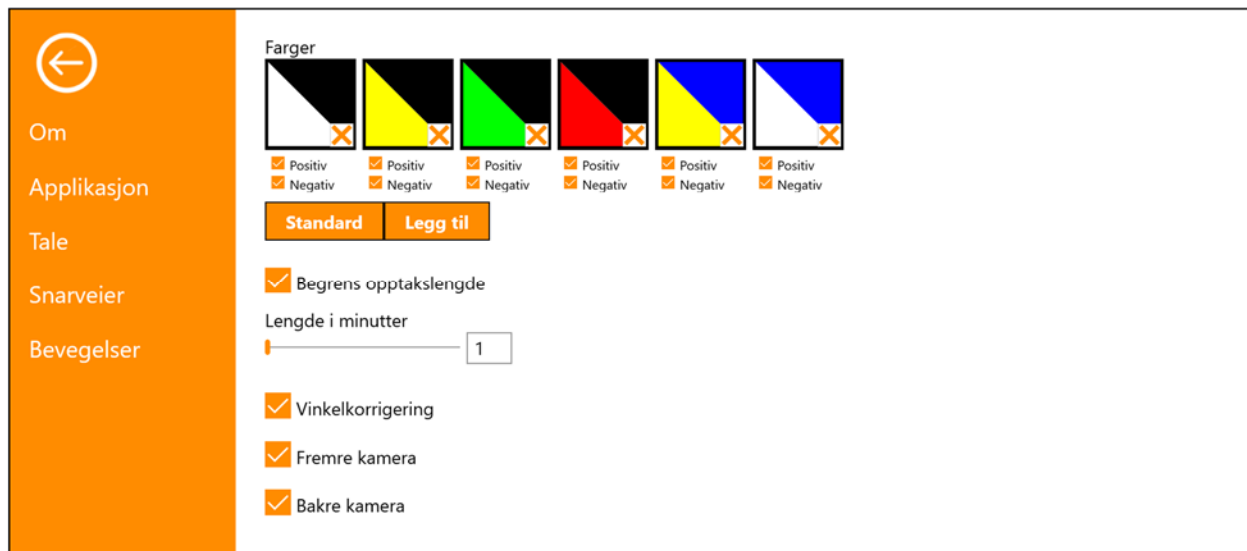 Om
Applikasjon
Tale
Snarveier
Bevegelser
Farger
Positiv Positiv Positiv Positiv Positiv Positiv
Negativ Negativ Negativ Negativ Negativ Negativ
Standard Legg til
Begrens opptakslengde
Lengde i minutter
1
Vinkelkorrigering
Fremre kamera
Bakre kamera